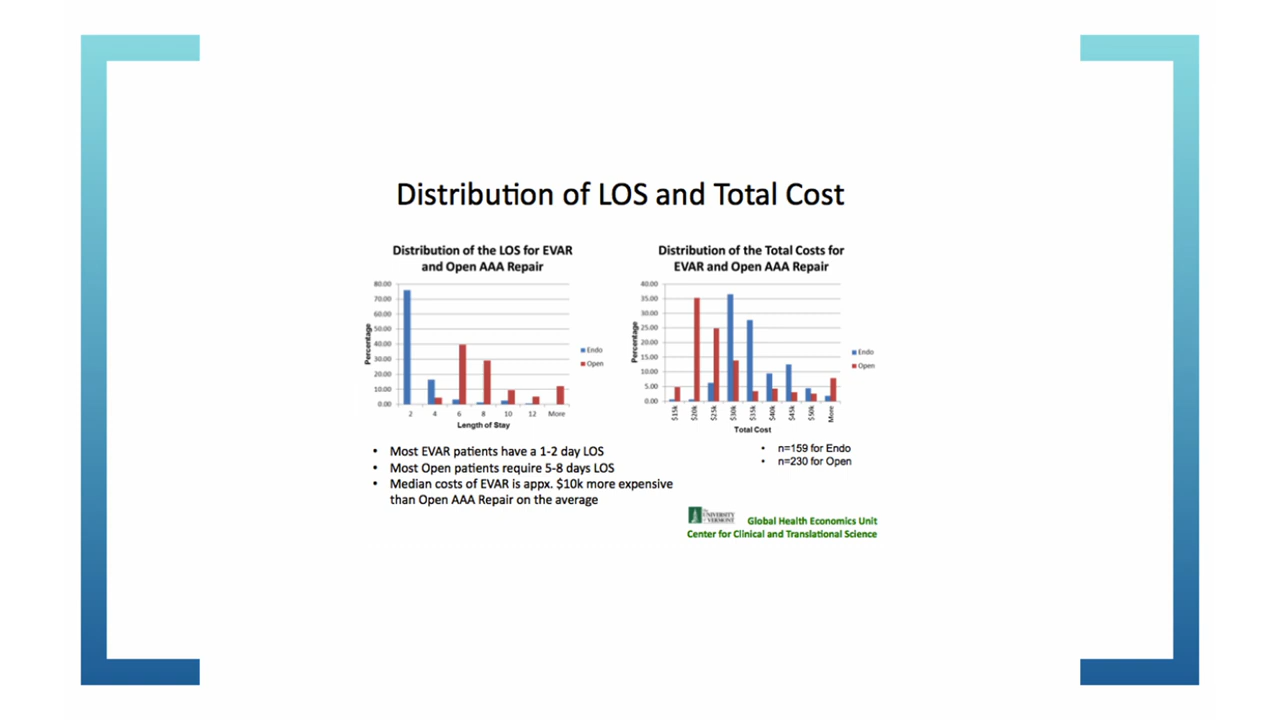 Distribution of LOS and Total Cost
Distribution of the LOS for EVAR
and Open AAA Repair
80.00
70.00
60.00
50.00
40.00
30.00
20.00
10.00
0.00
Percentage
2 4 6 8 10 12 More
Length of Stay
Endo
Open
Distribution of the Total Costs for
EVAR and Open AAA Repair
40.00
35.00
30.00
25.00
20.00
15.00
10.00
5.00
0.00
Percentage
$15k $20k $25k $30k $35k $40k $45k $50k More
Total Cost
Endo
Open
• Most EVAR patients have a 1-2 day LOS
• Most Open patients require 5-8 days LOS
• Median costs of EVAR is appx. $10k more expensive
than Open AAA Repair on the average
• n=159 for Endo
• n=230 for Open
The
UNIVERSITY
of VERMONT
Global Health Economics Unit
Center for Clinical and Translational Science